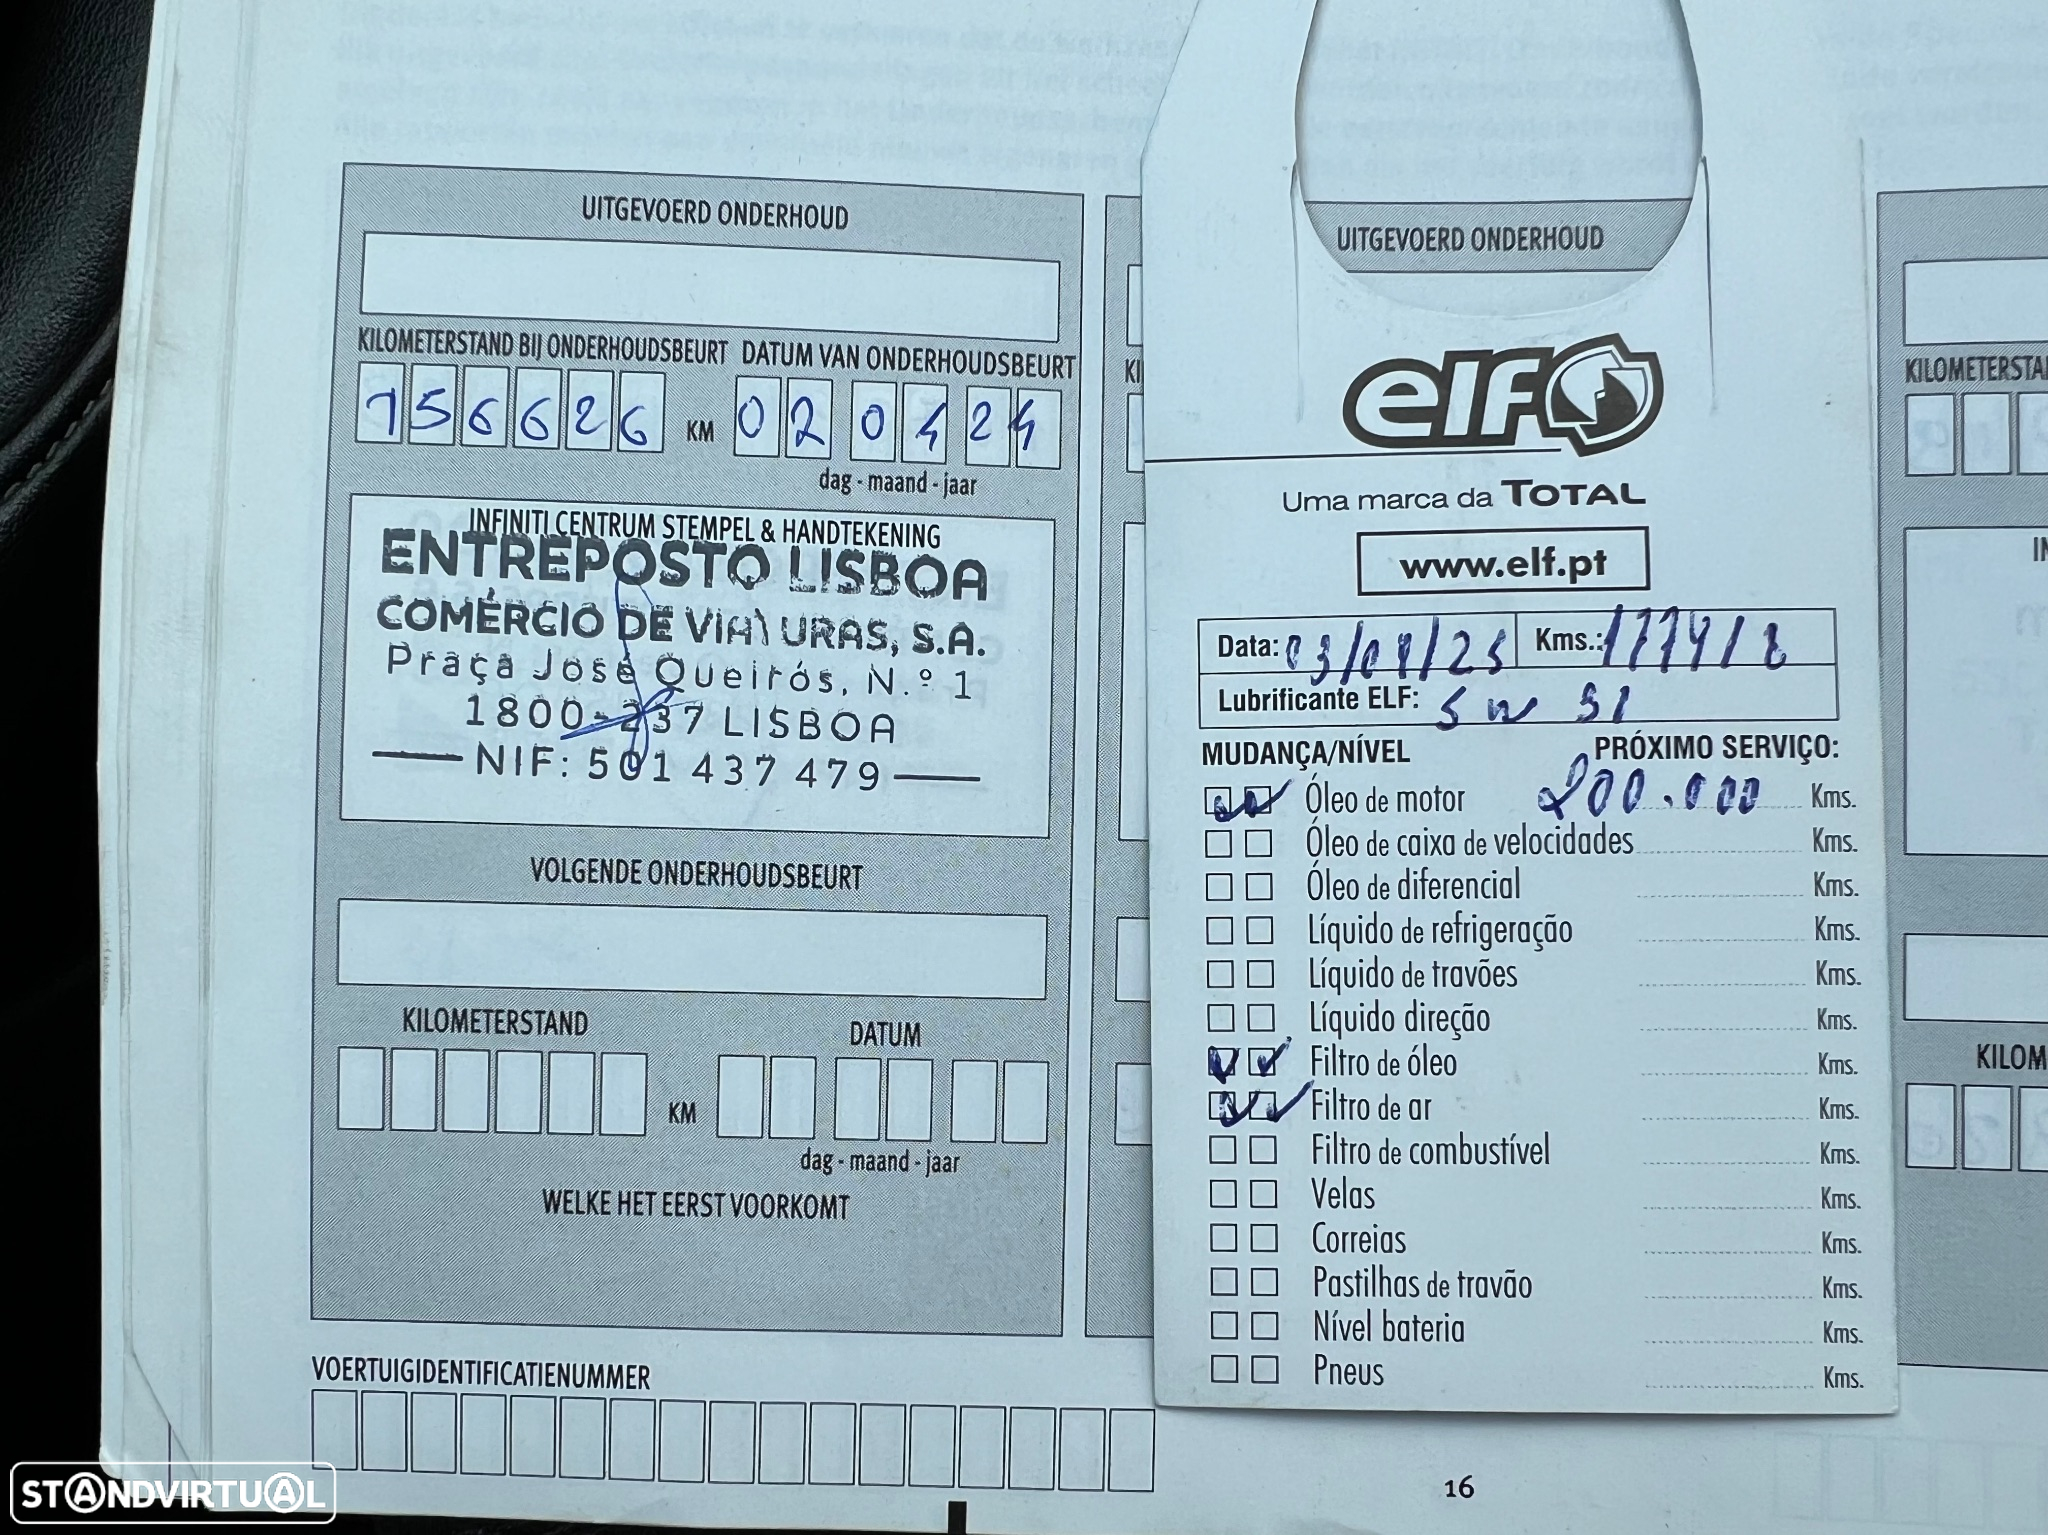 UITGEVOERD ONDERHOUD
KILOMETERSTAND BIJ ONDERHOUDSBEURT DATUM VAN ONDERHOUDSBEURT
156626 KM 02 04 24
dag - maand - jaar
INFINITI CENTRUM STEMPEL & HANDTEKENING
ENTREPOSTO LISBOA
COMÉRCIO DE VIATURAS, S.A.
Praça José Queirós, N.º 1
1800-237 LISBOA
NIF: 501 437 479
VOLGENDE ONDERHOUDSBEURT
KILOMETERSTAND DATUM
KM
dag - maand - jaar
WELKE HET EERST VOORKOMT
VOERTUIGIDENTIFICATIENUMMER
UITGEVOERD ONDERHOUD
elf
Uma marca da TOTAL
www.elf.pt
Data: Kms.:
Lubrificante ELF: 5 w
MUDANÇA/NÍVEL PRÓXIMO SERVIÇO:
Óleo de motor 200.000 Kms.
Óleo de caixa de velocidades Kms.
Óleo de diferencial Kms.
Líquido de refrigeração Kms.
Líquido de travões Kms.
Líquido direção Kms.
Filtro de óleo Kms.
Filtro de ar Kms.
Filtro de combustível Kms.
Velas Kms.
Correias Kms.
Pastilhas de travão Kms.
Nível bateria Kms.
Pneus Kms.
16
STANDVIRTUAL